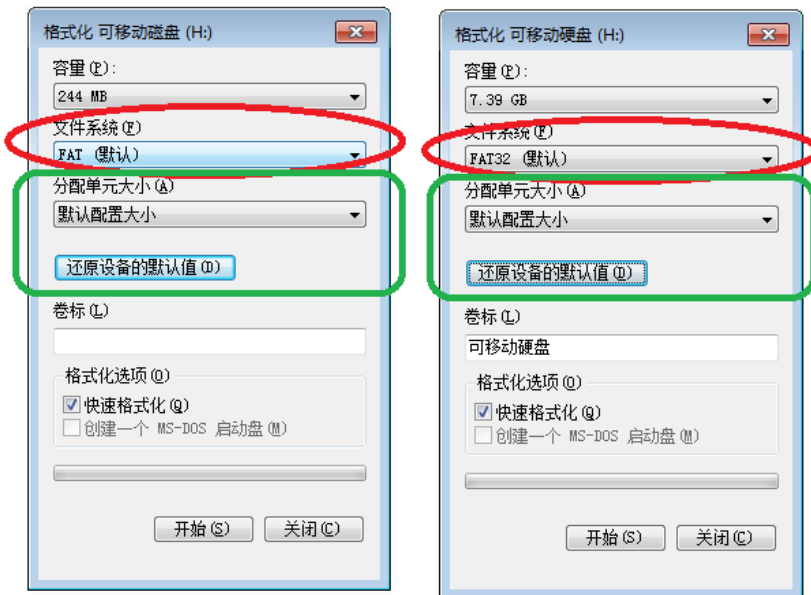 格式化 可移动磁盘 (H:)
容量(P):
244 MB
文件系统(F)
FAT (默认)
分配单元大小(A)
默认配置大小
还原设备的默认值(D)
卷标(L)
格式化选项(O)
快速格式化(Q)
创建一个 MS-DOS 启动盘(M)
开始(S)
关闭(C)
格式化 可移动硬盘 (H:)
容量(P):
7.39 GB
文件系统(F)
FAT32 (默认)
分配单元大小(A)
默认配置大小
还原设备的默认值(D)
卷标(L)
可移动硬盘
格式化选项(O)
快速格式化(Q)
创建一个 MS-DOS 启动盘(M)
开始(S)
关闭(C)